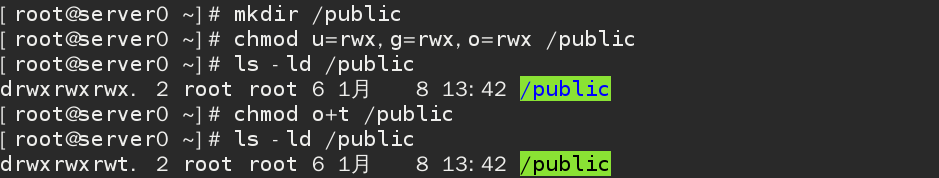 [ root@server0 ~]# mkdir /public
[ root@server0 ~]# chmod u=rwx,g=rwx,o=rwx /public
[ root@server0 ~]# ls -ld /public
drwxrwxrwx. 2 root root 6 1月   8 13:42 /public
[ root@server0 ~]# chmod o+t /public
[ root@server0 ~]# ls -ld /public
drwxrwxrwt. 2 root root 6 1月   8 13:42 /public